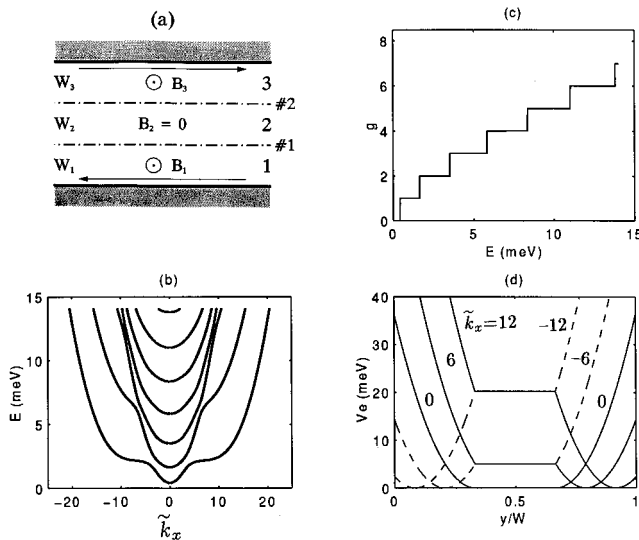 (a)
W₃ ⊙ B₃ 3
#2
W₂ B₂ = 0 2
#1
W₁ ⊙ B₁ 1
(c)
8
6
4
2
0
g
0 5 10 15
E (meV)
(b)
15
10
5
0
E (meV)
−20 −10 0 10 20
k̃ₓ
(d)
40
30
20
10
0
Ve (meV)
k̃ₓ=12 −12
6 −6
0 0
0 0.5 1
y/W